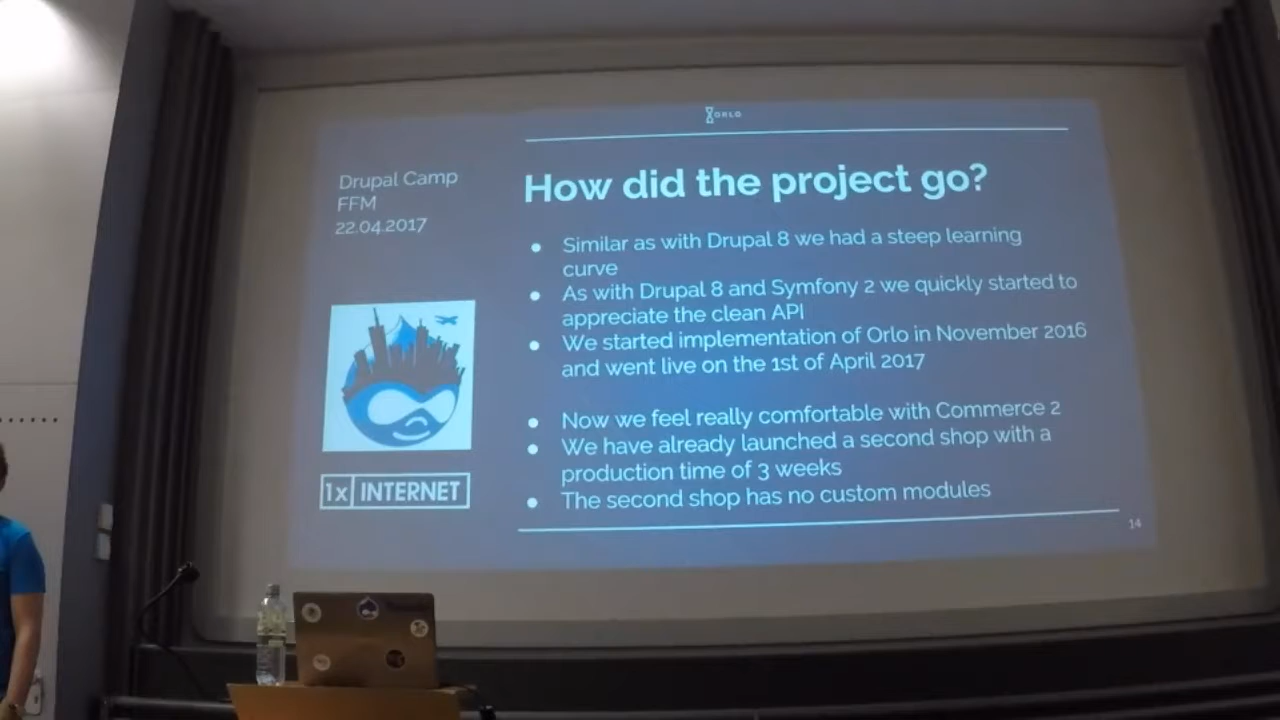 ORLO
Drupal Camp
FFM
22.04.2017
1x INTERNET
How did the project go?
● Similar as with Drupal 8 we had a steep learning
curve
● As with Drupal 8 and Symfony 2 we quickly started to
appreciate the clean API
● We started implementation of Orlo in November 2016
and went live on the 1st of April 2017
● Now we feel really comfortable with Commerce 2
● We have already launched a second shop with a
production time of 3 weeks
● The second shop has no custom modules
14